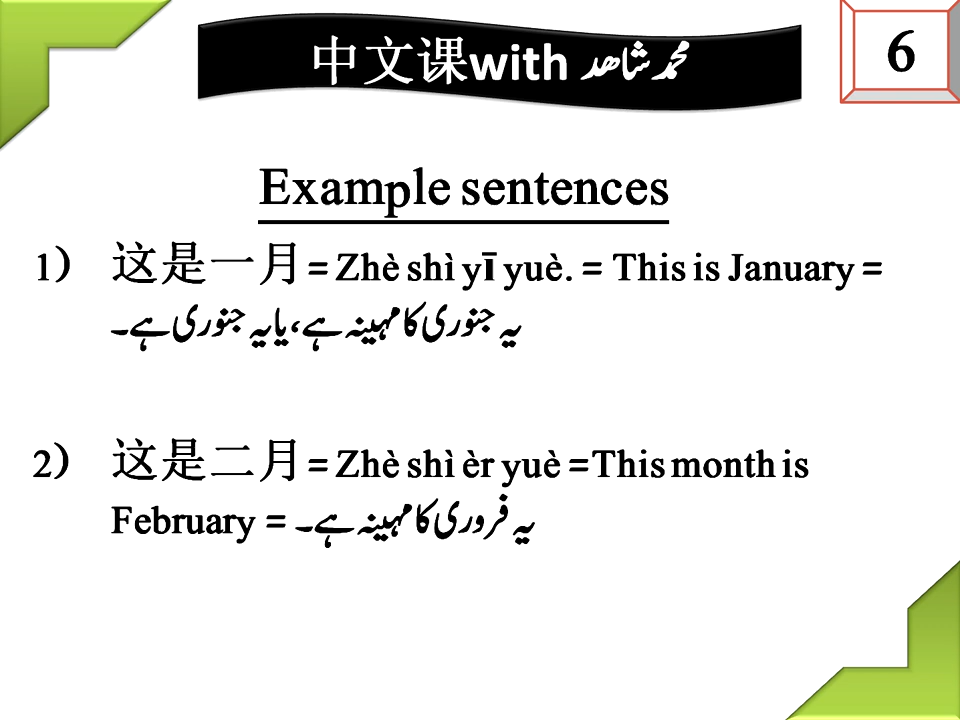 中文课with محمد شاھد
6
Example sentences
1) 这是一月= Zhè shì yī yuè. = This is January =
یہ جنوری کا مہینہ ہے، یا یہ جنوری ہے۔
2) 这是二月= Zhè shì èr yuè =This month is
February = یہ فروری کا مہینہ ہے۔